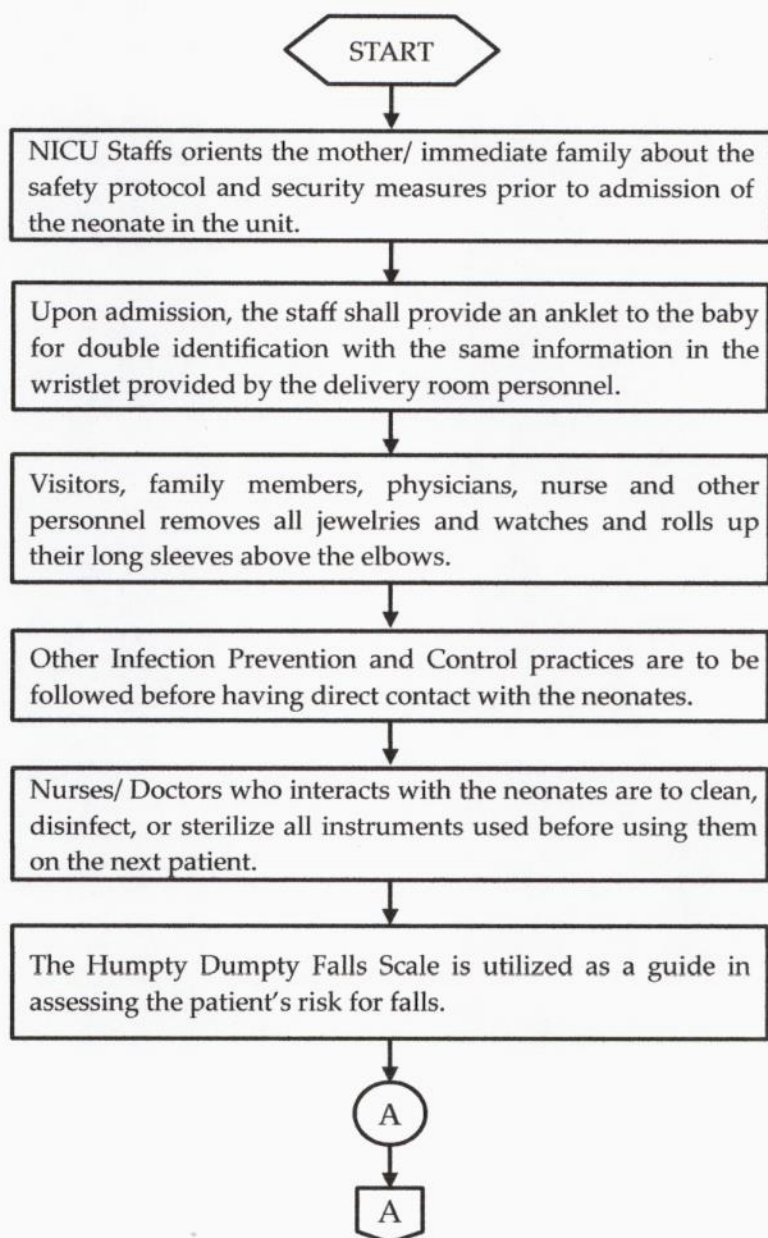 START
NICU Staffs orients the mother/ immediate family about the
safety protocol and security measures prior to admission of
the neonate in the unit.
Upon admission, the staff shall provide an anklet to the baby
for double identification with the same information in the
wristlet provided by the delivery room personnel.
Visitors, family members, physicians, nurse and other
personnel removes all jewelries and watches and rolls up
their long sleeves above the elbows.
Other Infection Prevention and Control practices are to be
followed before having direct contact with the neonates.
Nurses/ Doctors who interacts with the neonates are to clean,
disinfect, or sterilize all instruments used before using them
on the next patient.
The Humpty Dumpty Falls Scale is utilized as a guide in
assessing the patient's risk for falls.
A
A